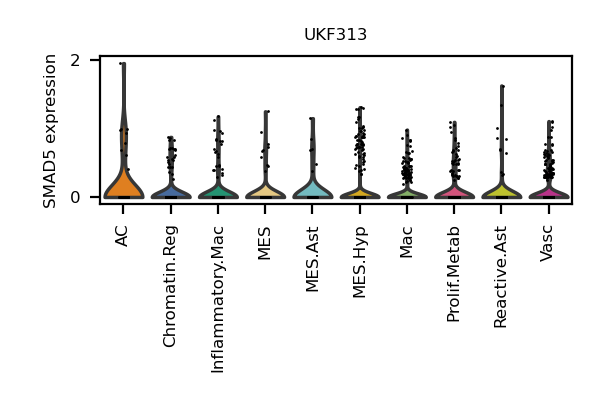 UKF313
SMAD5 expression
2
0
AC
Chromatin.Reg
Inflammatory.Mac
MES
MES.Ast
MES.Hyp
Mac
Prolif.Metab
Reactive.Ast
Vasc